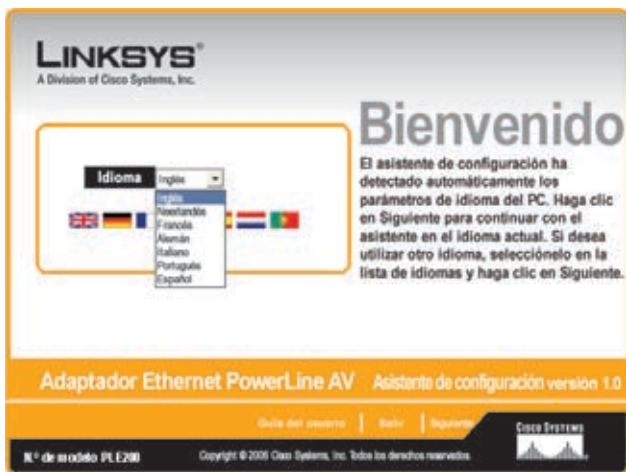 LINKSYS®
A Division of Cisco Systems, Inc.
Bienvenido
El asistente de configuración ha
detectado automáticamente los
parámetros de idioma del PC. Haga clic
en Siguiente para continuar con el
asistente en el idioma actual. Si desea
utilizar otro idioma, selecciónelo en la
lista de idiomas y haga clic en Siguiente.
Idioma
Inglés
Inglés
Neerlandés
Francés
Alemán
Italiano
Portugués
Español
Adaptador Ethernet PowerLine AV
Asistente de configuración versión 1.0
Guía del usuario
Salir
Siguiente
N.º de modelo PLE200
Copyright © 2006 Cisco Systems, Inc. Todos los derechos reservados.
CISCO SYSTEMS